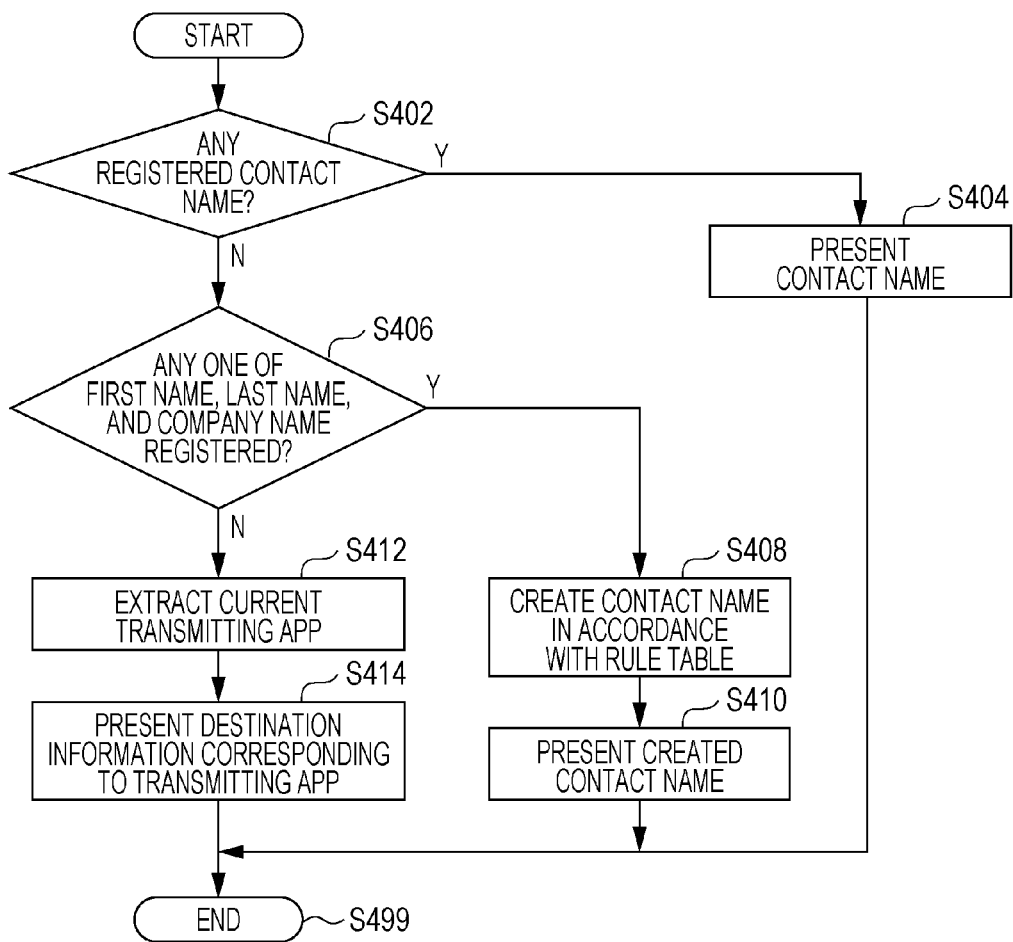 START
S402
ANY
REGISTERED CONTACT
NAME?
Y
N
S404
PRESENT
CONTACT NAME
S406
ANY ONE OF
FIRST NAME, LAST NAME,
AND COMPANY NAME
REGISTERED?
Y
N
S412
EXTRACT CURRENT
TRANSMITTING APP
S408
CREATE CONTACT NAME
IN ACCORDANCE
WITH RULE TABLE
S414
PRESENT DESTINATION
INFORMATION CORRESPONDING
TO TRANSMITTING APP
S410
PRESENT CREATED
CONTACT NAME
END
S499